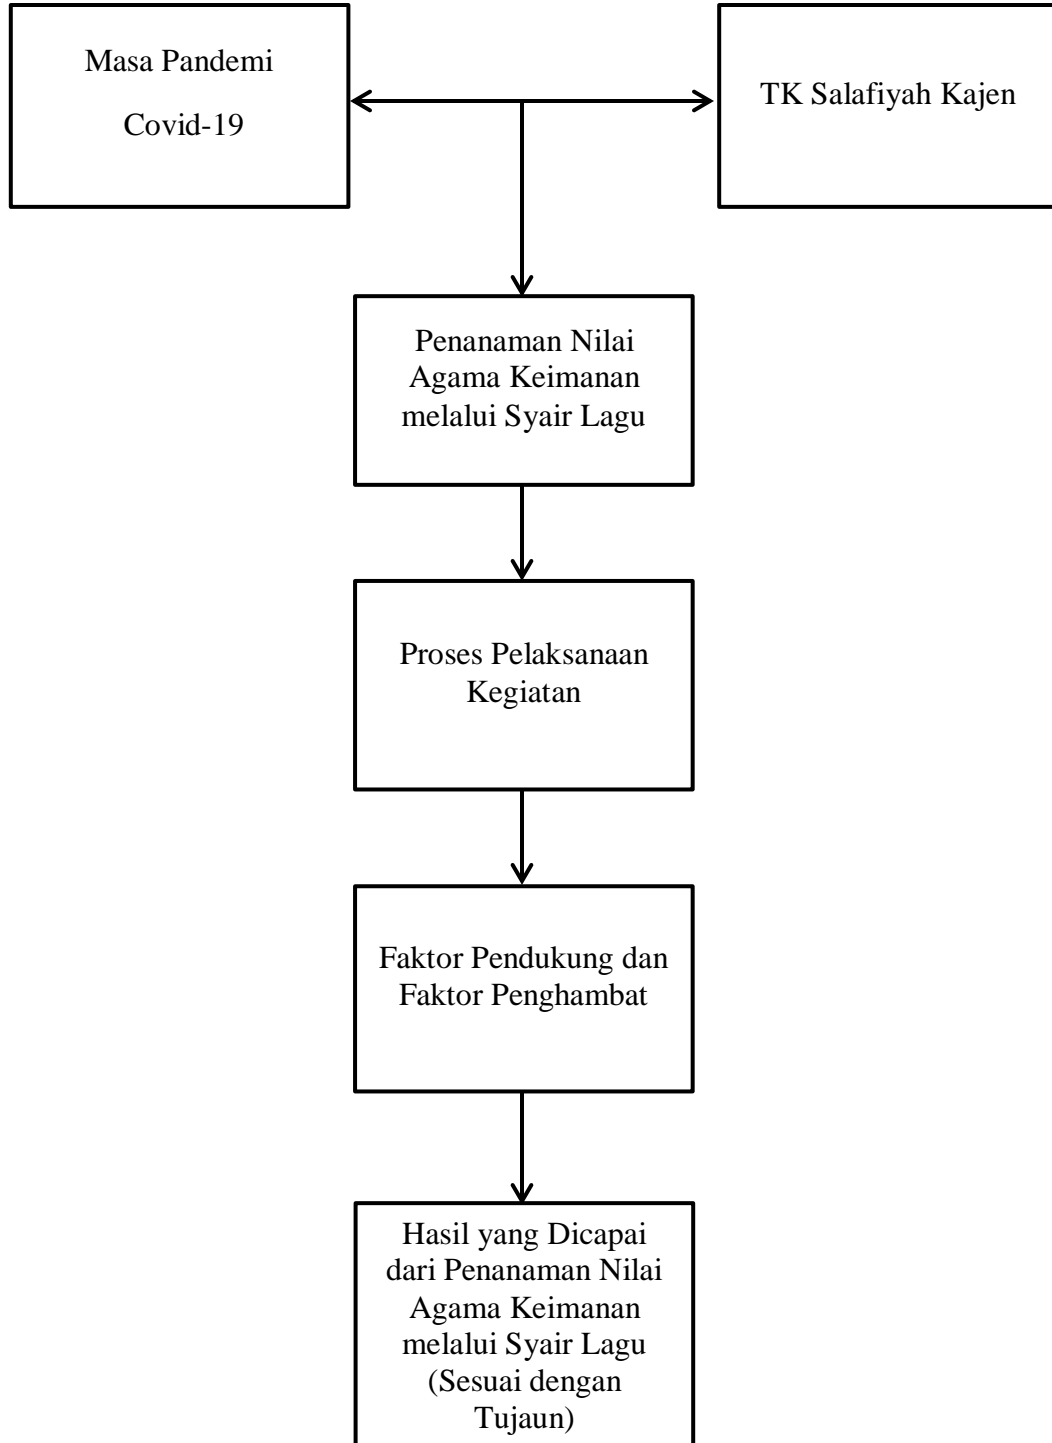 Masa Pandemi
Covid-19
TK Salafiyah Kajen
Penanaman Nilai
Agama Keimanan
melalui Syair Lagu
Proses Pelaksanaan
Kegiatan
Faktor Pendukung dan
Faktor Penghambat
Hasil yang Dicapai
dari Penanaman Nilai
Agama Keimanan
melalui Syair Lagu
(Sesuai dengan
Tujaun)